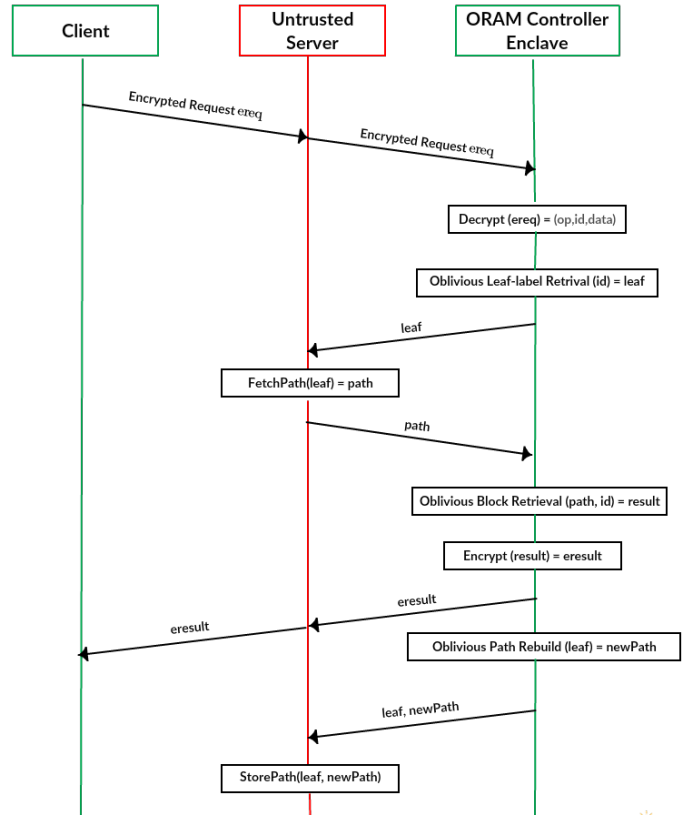 Client
Untrusted
Server
ORAM Controller
Enclave
Encrypted Request ereq
Encrypted Request ereq
Decrypt (ereq) = (op,id,data)
Oblivious Leaf-label Retrival (id) = leaf
leaf
FetchPath(leaf) = path
path
Oblivious Block Retrieval (path, id) = result
Encrypt (result) = eresult
eresult
eresult
Oblivious Path Rebuild (leaf) = newPath
leaf, newPath
StorePath(leaf, newPath)